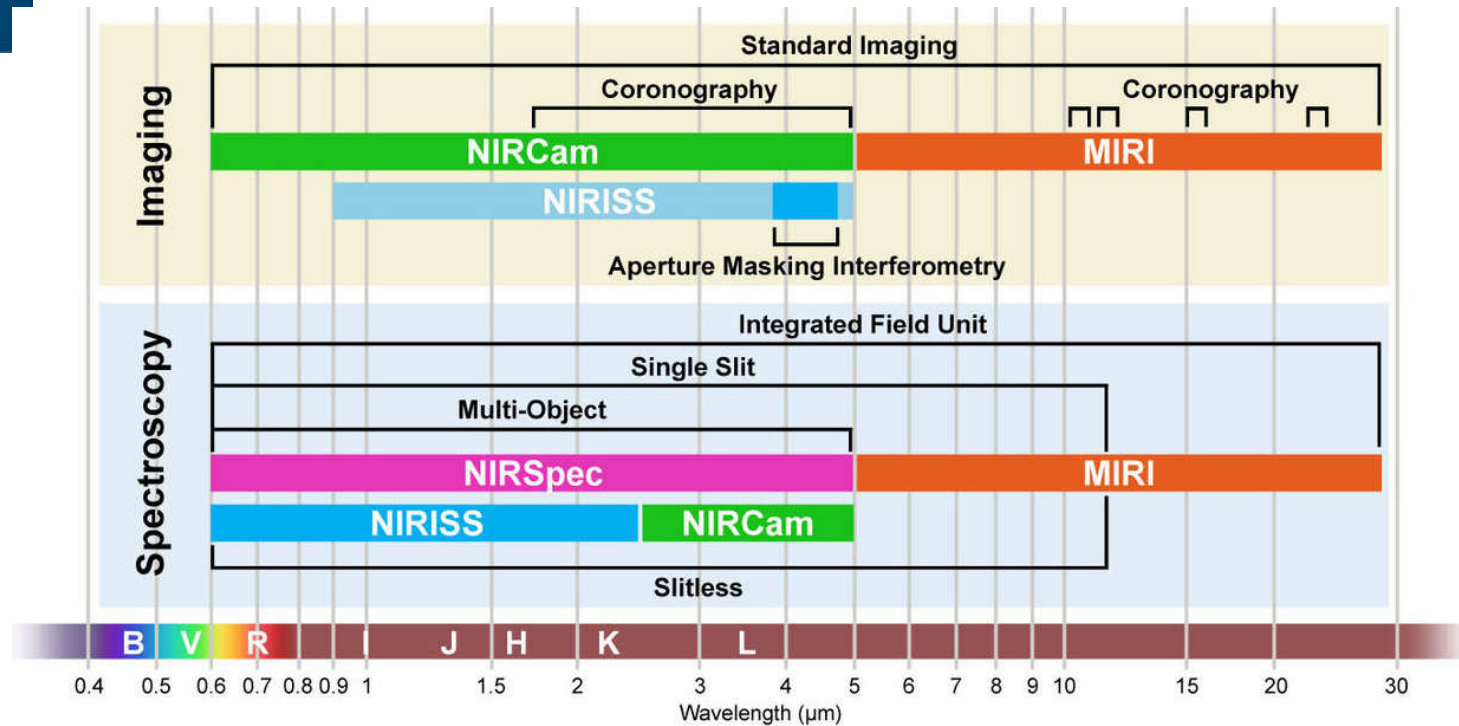 Imaging
Standard Imaging
Coronography
Coronography
NIRCam
MIRI
NIRISS
Aperture Masking Interferometry
Spectroscopy
Integrated Field Unit
Single Slit
Multi-Object
NIRSpec
MIRI
NIRISS
NIRCam
Slitless
B V R I J H K L
0.4 0.5 0.6 0.7 0.8 0.9 1 1.5 2 3 4 5 6 7 8 9 10 15 20 30
Wavelength (µm)